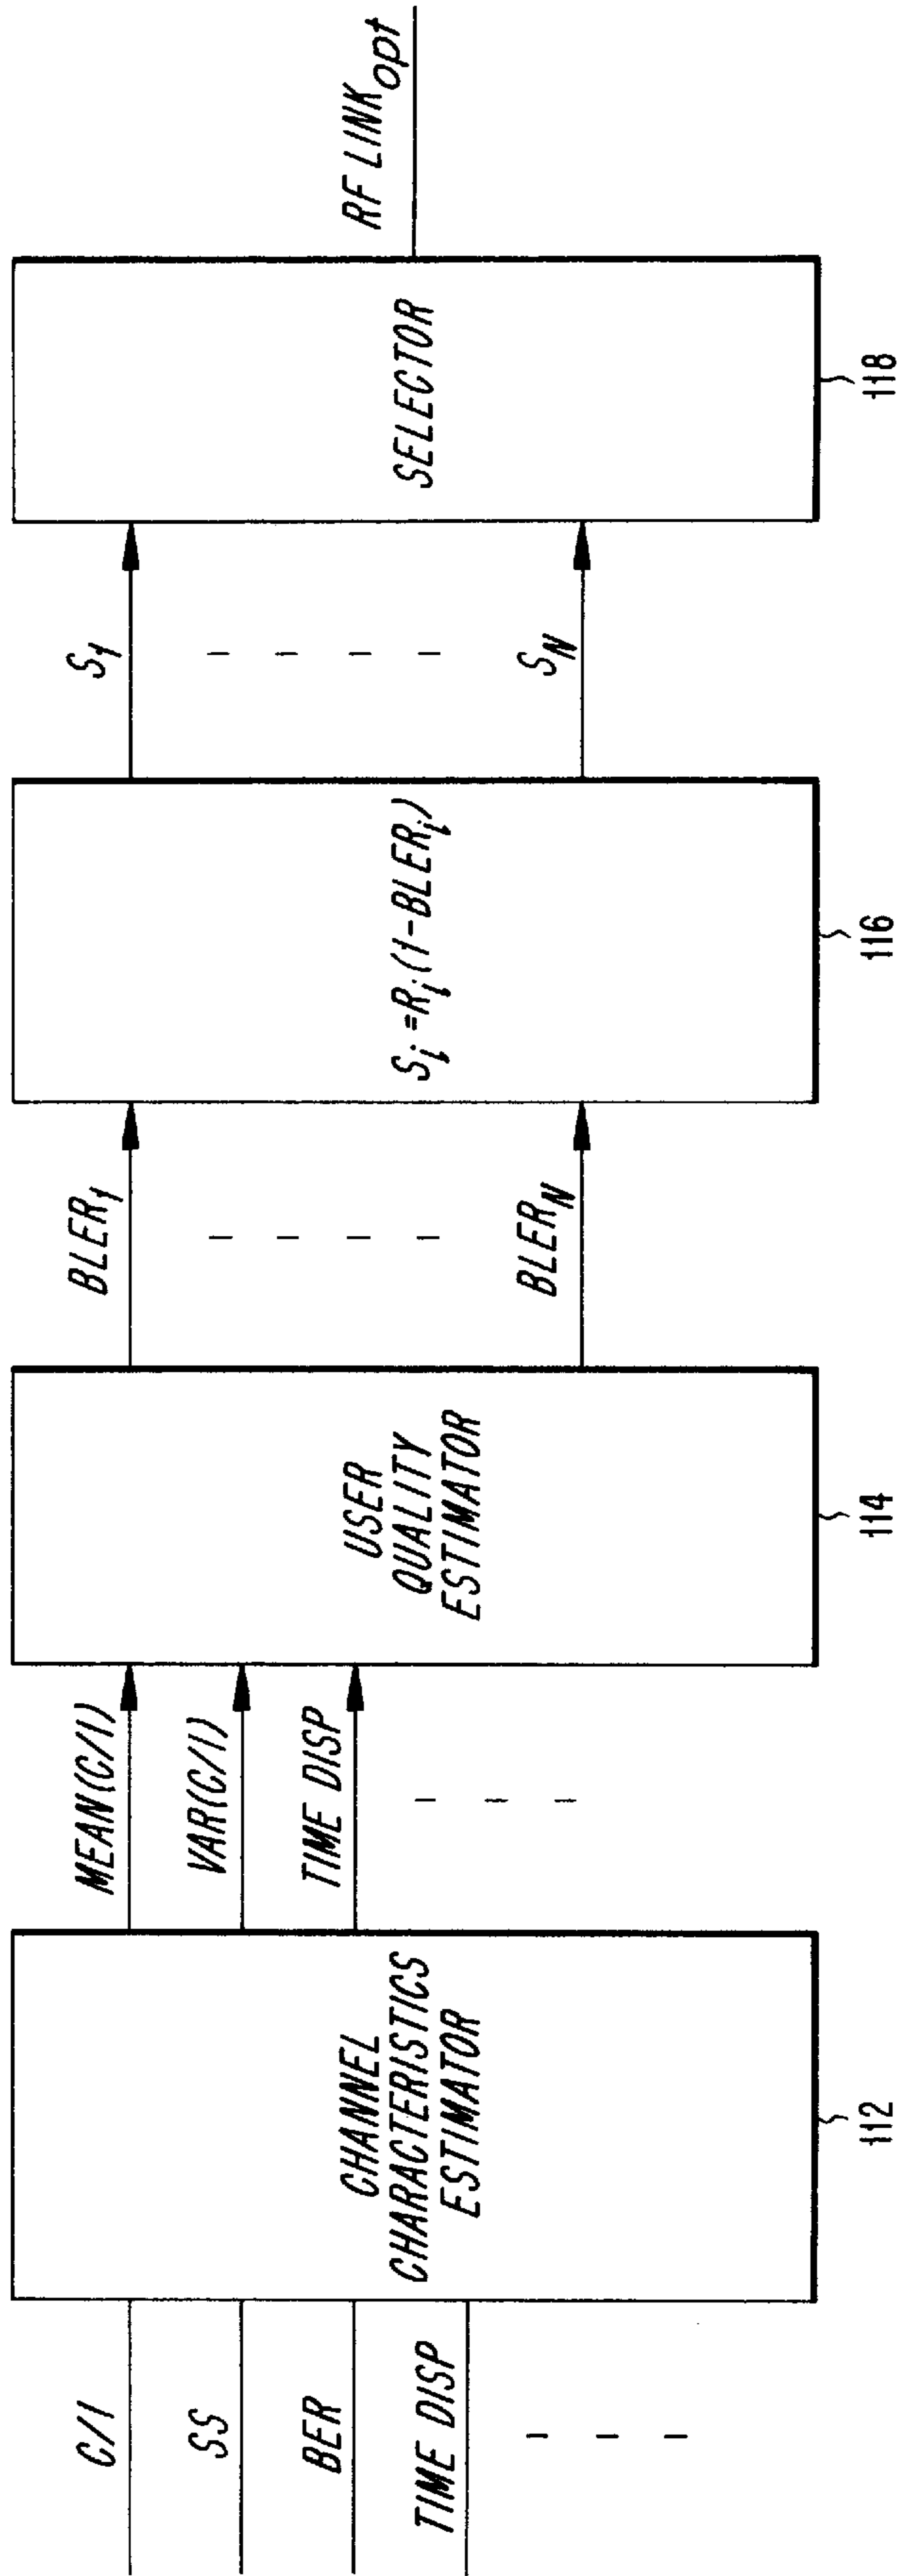 C/I
SS
BER
TIME DISP
CHANNEL
CHARACTERISTICS
ESTIMATOR
112
MEAN(C/I)
VAR(C/I)
TIME DISP
USER
QUALITY
ESTIMATOR
114
BLER1
BLERN
Si=Ri(1-BLERi)
116
S1
SN
SELECTOR
118
RF LINKopt